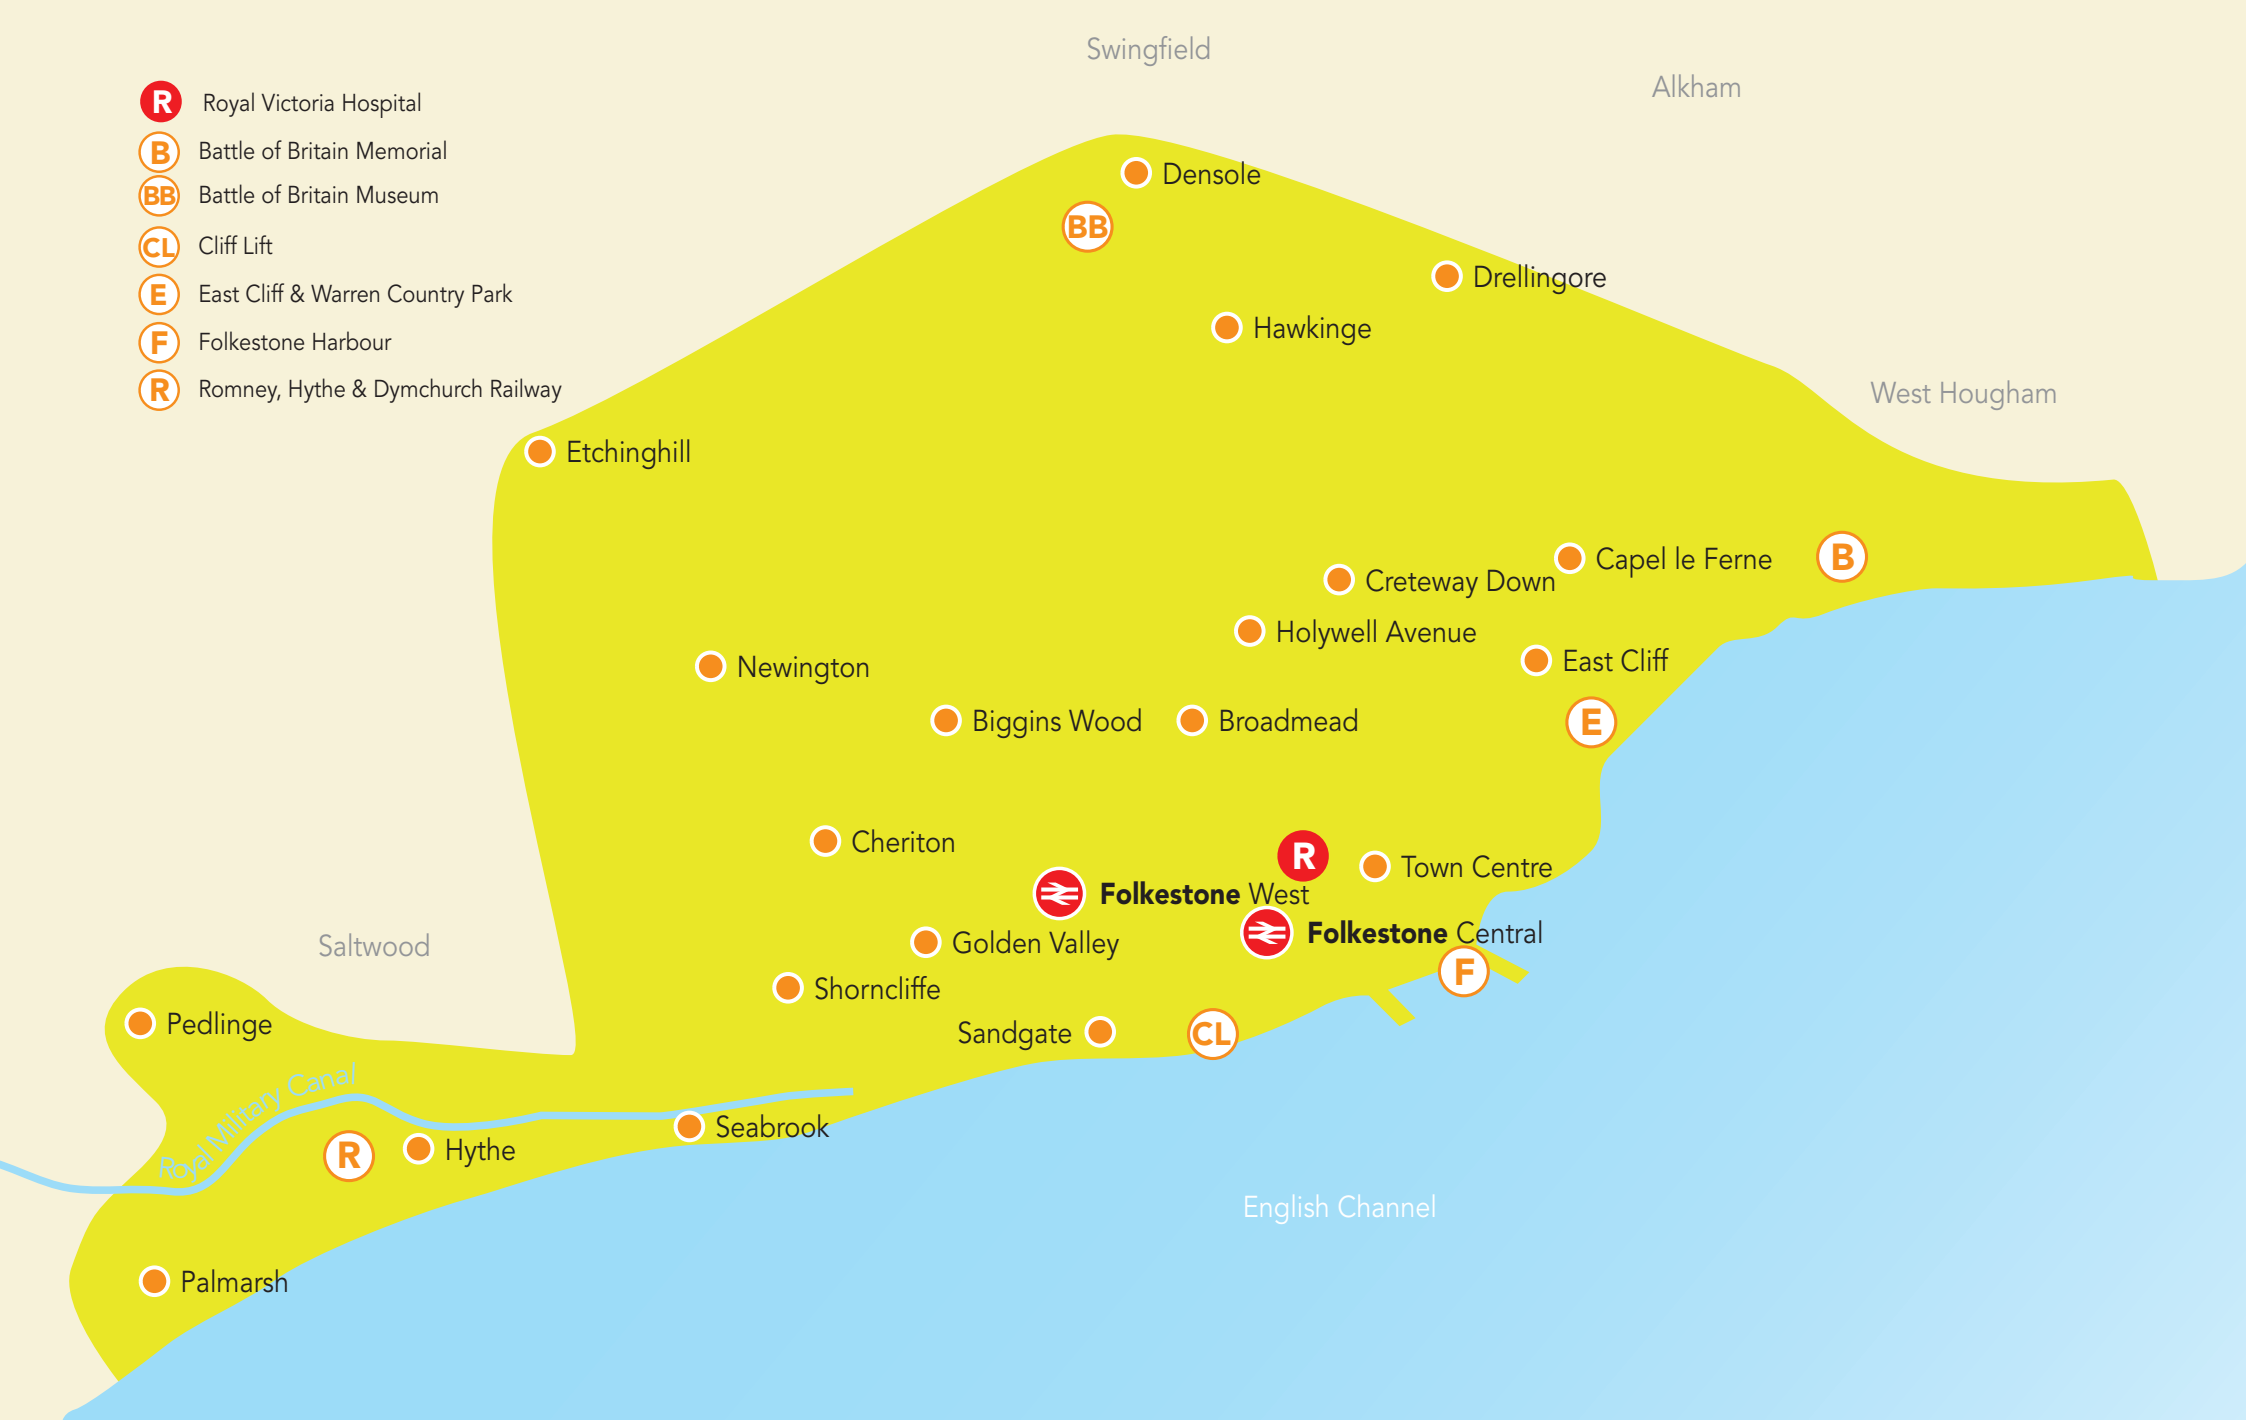 Swingfield
Alkham
R Royal Victoria Hospital
B Battle of Britain Memorial
BB Battle of Britain Museum
CL Cliff Lift
E East Cliff & Warren Country Park
F Folkestone Harbour
R Romney, Hythe & Dymchurch Railway
Densole
BB
Drellingore
Hawkinge
West Hougham
Etchinghill
Capel le Ferne
B
Creteway Down
Holywell Avenue
East Cliff
Newington
Biggins Wood
Broadmead
E
Cheriton
R
Town Centre
Folkestone West
Folkestone Central
Golden Valley
Saltwood
F
Shorncliffe
Pedlinge
Sandgate
CL
Royal Military Canal
Seabrook
R
Hythe
English Channel
Palmarsh